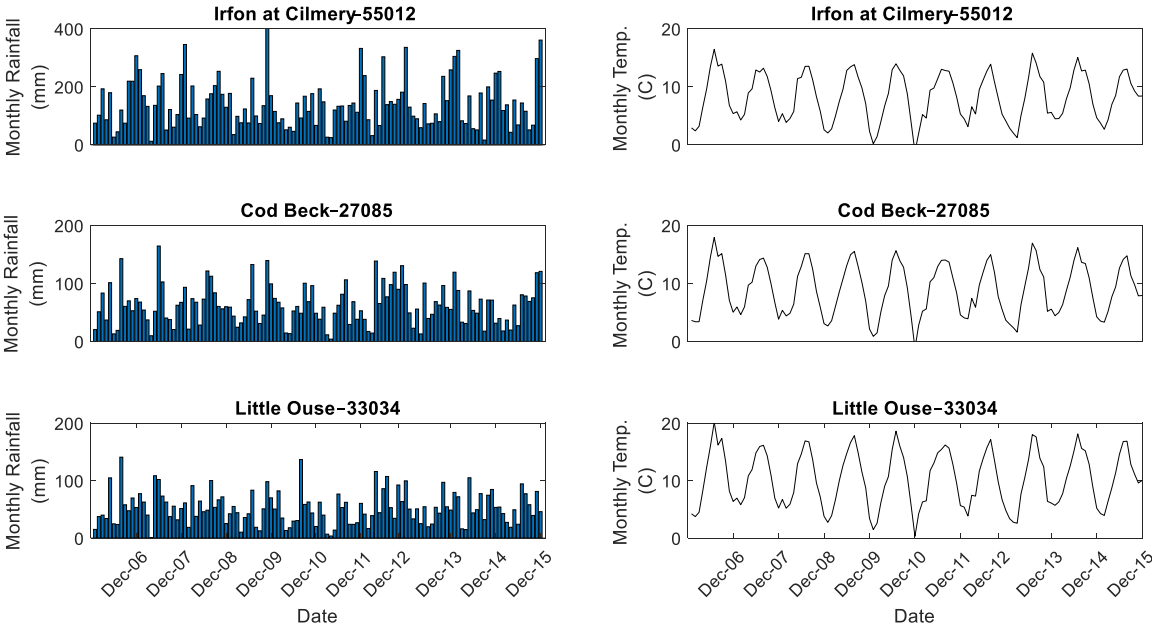 Irfon at Cilmery-55012
Monthly Rainfall
(mm)
400
200
0
Irfon at Cilmery-55012
Monthly Temp.
(C)
20
10
0
Cod Beck-27085
Monthly Rainfall
(mm)
200
100
0
Cod Beck-27085
Monthly Temp.
(C)
20
10
0
Little Ouse-33034
Monthly Rainfall
(mm)
200
100
0
Dec-06
Dec-07
Dec-08
Dec-09
Dec-10
Dec-11
Dec-12
Dec-13
Dec-14
Dec-15
Date
Little Ouse-33034
Monthly Temp.
(C)
20
10
0
Dec-06
Dec-07
Dec-08
Dec-09
Dec-10
Dec-11
Dec-12
Dec-13
Dec-14
Dec-15
Date